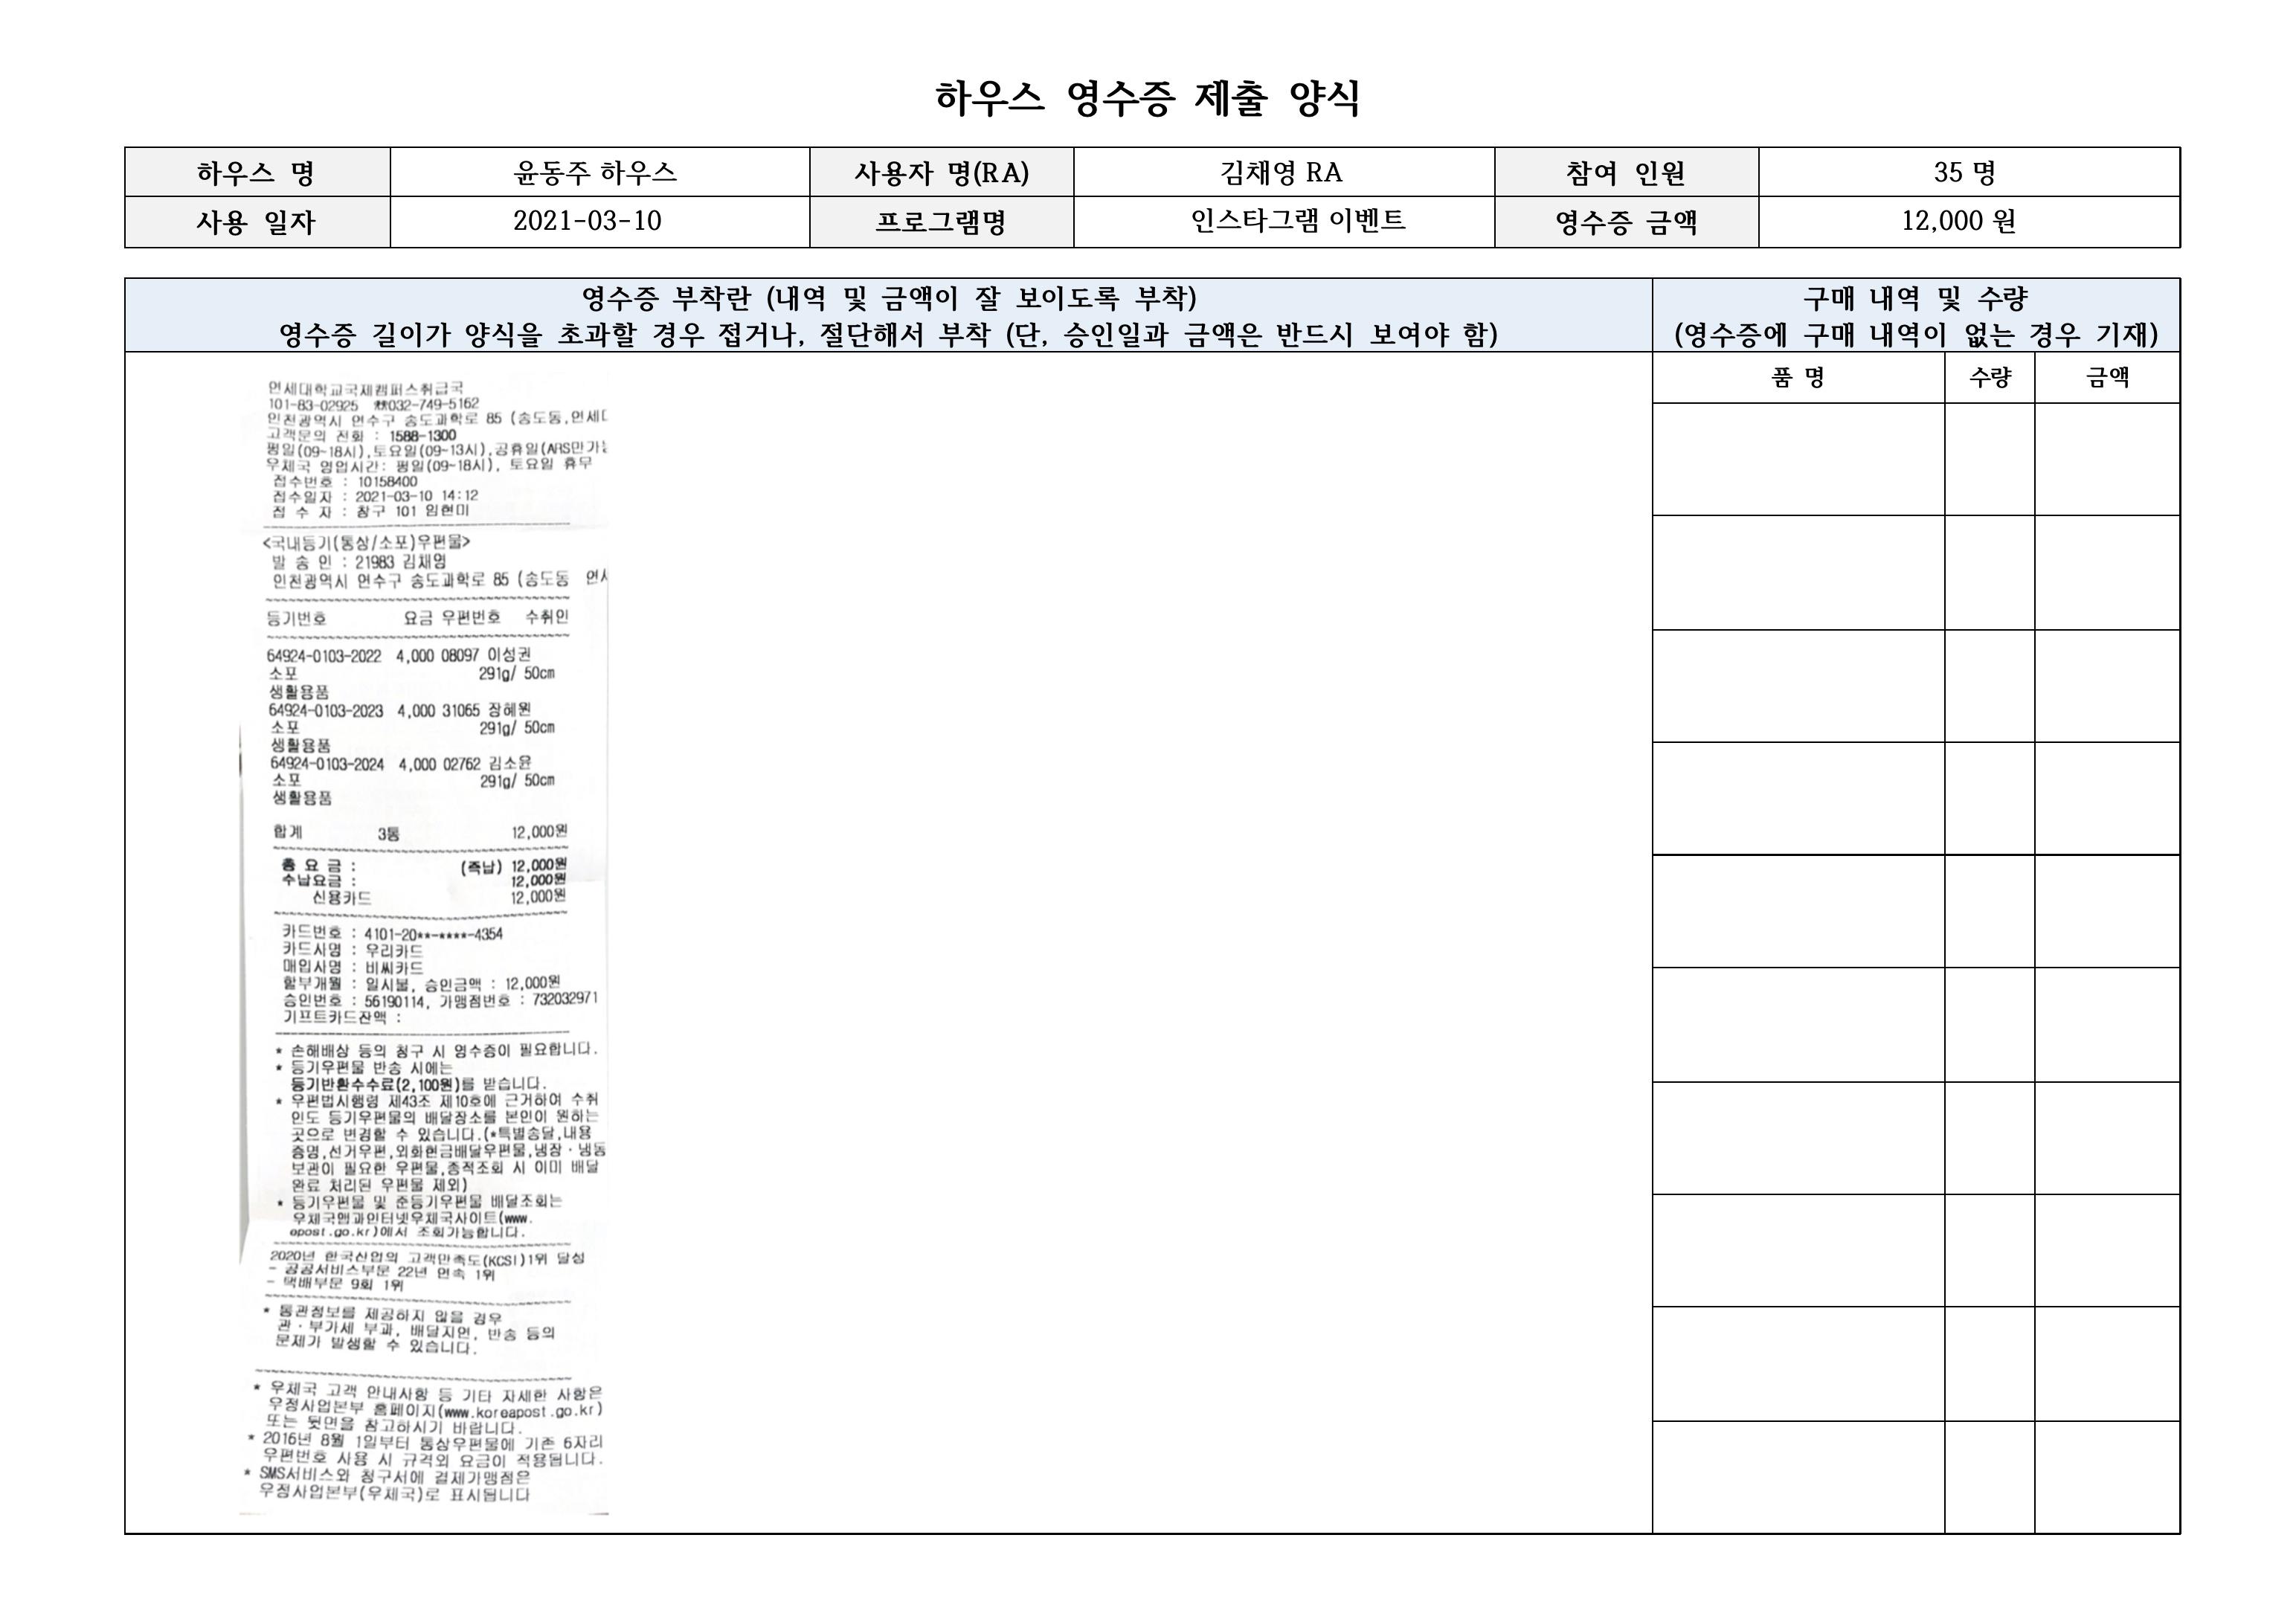 하우스 영수증 제출 양식
하우스 명 윤동주 하우스 사용자 명(RA) 김채영 RA 참여 인원 35 명
사용 일자 2021-03-10 프로그램명 인스타그램 이벤트 영수증 금액 12,000 원
영수증 부착란 (내역 및 금액이 잘 보이도록 부착)
영수증 길이가 양식을 초과할 경우 접거나, 절단해서 부착 (단, 승인일과 금액은 반드시 보여야 함)
구매 내역 및 수량
(영수증에 구매 내역이 없는 경우 기재)
품 명 수량 금액
연세대학교국제캠퍼스취급국
101-83-02925 ☎032-749-5162
인천광역시 연수구 송도과학로 85 (송도동,연세대
고객문의 전화 : 1588-1300
평일(09-18시),토요일(09-13시),공휴일(ARS만가능
우체국 영업시간: 평일(09-18시), 토요일 휴무
접수번호 : 10158400
접수일자 : 2021-03-10 14:12
접 수 자 : 창구 101 임현미
<국내등기(통상/소포)우편물>
발 송 인 : 21983 김채영
인천광역시 연수구 송도과학로 85 (송도동 연시
등기번호 요금 우편번호 수취인
64924-0103-2022 4,000 08097 이성권
소포 291g/ 50cm
생활용품
64924-0103-2023 4,000 31065 장혜원
소포 291g/ 50cm
생활용품
64924-0103-2024 4,000 02762 김소윤
소포 291g/ 50cm
생활용품
합계 3통 12,000원
총 요 금 : (즉납) 12,000원
수납요금 : 12,000원
신용카드 12,000원
카드번호 : 4101-20**-****-4354
카드사명 : 우리카드
매입사명 : 비씨카드
할부개월 : 일시불, 승인금액 : 12,000원
승인번호 : 56190114, 가맹점번호 : 732032971
기프트카드잔액 :
* 손해배상 등의 청구 시 영수증이 필요합니다.
* 등기우편물 반송 시에는
등기반환수수료(2,100원)를 받습니다.
* 우편법시행령 제43조 제10호에 근거하여 수취
인도 등기우편물의 배달장소를 본인이 원하는
곳으로 변경할 수 있습니다.(*특별송달,내용
증명,선거우편,외화현금배달우편물,냉장·냉동
보관이 필요한 우편물,종적조회 시 이미 배달
완료 처리된 우편물 제외)
* 등기우편물 및 준등기우편물 배달조회는
우체국앱과인터넷우체국사이트(www.
epost.go.kr)에서 조회가능합니다.
2020년 한국산업의 고객만족도(KCSI)1위 달성
- 공공서비스부문 22년 연속 1위
- 택배부문 9회 1위
* 통관정보를 제공하지 않을 경우
관·부가세 부과, 배달지연, 반송 등의
문제가 발생할 수 있습니다.
* 우체국 고객 안내사항 등 기타 자세한 사항은
우정사업본부 홈페이지(www.koreapost.go.kr)
또는 뒷면을 참고하시기 바랍니다.
* 2016년 8월 1일부터 통상우편물에 기존 6자리
우편번호 사용 시 규격외 요금이 적용됩니다.
* SMS서비스와 청구서에 결제가맹점은
우정사업본부(우체국)로 표시됩니다